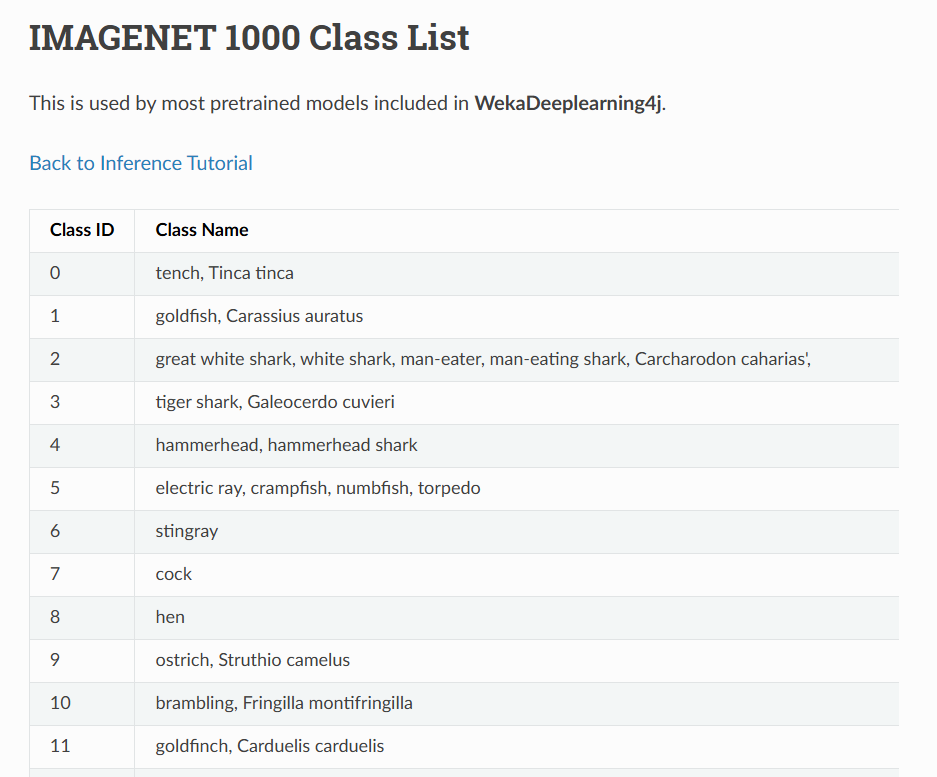 IMAGENET 1000 Class List
This is used by most pretrained models included in WekaDeeplearning4j.
Back to Inference Tutorial
Class ID Class Name
0 tench, Tinca tinca
1 goldfish, Carassius auratus
2 great white shark, white shark, man-eater, man-eating shark, Carcharodon caharias',
3 tiger shark, Galeocerdo cuvieri
4 hammerhead, hammerhead shark
5 electric ray, crampfish, numbfish, torpedo
6 stingray
7 cock
8 hen
9 ostrich, Struthio camelus
10 brambling, Fringilla montifringilla
11 goldfinch, Carduelis carduelis